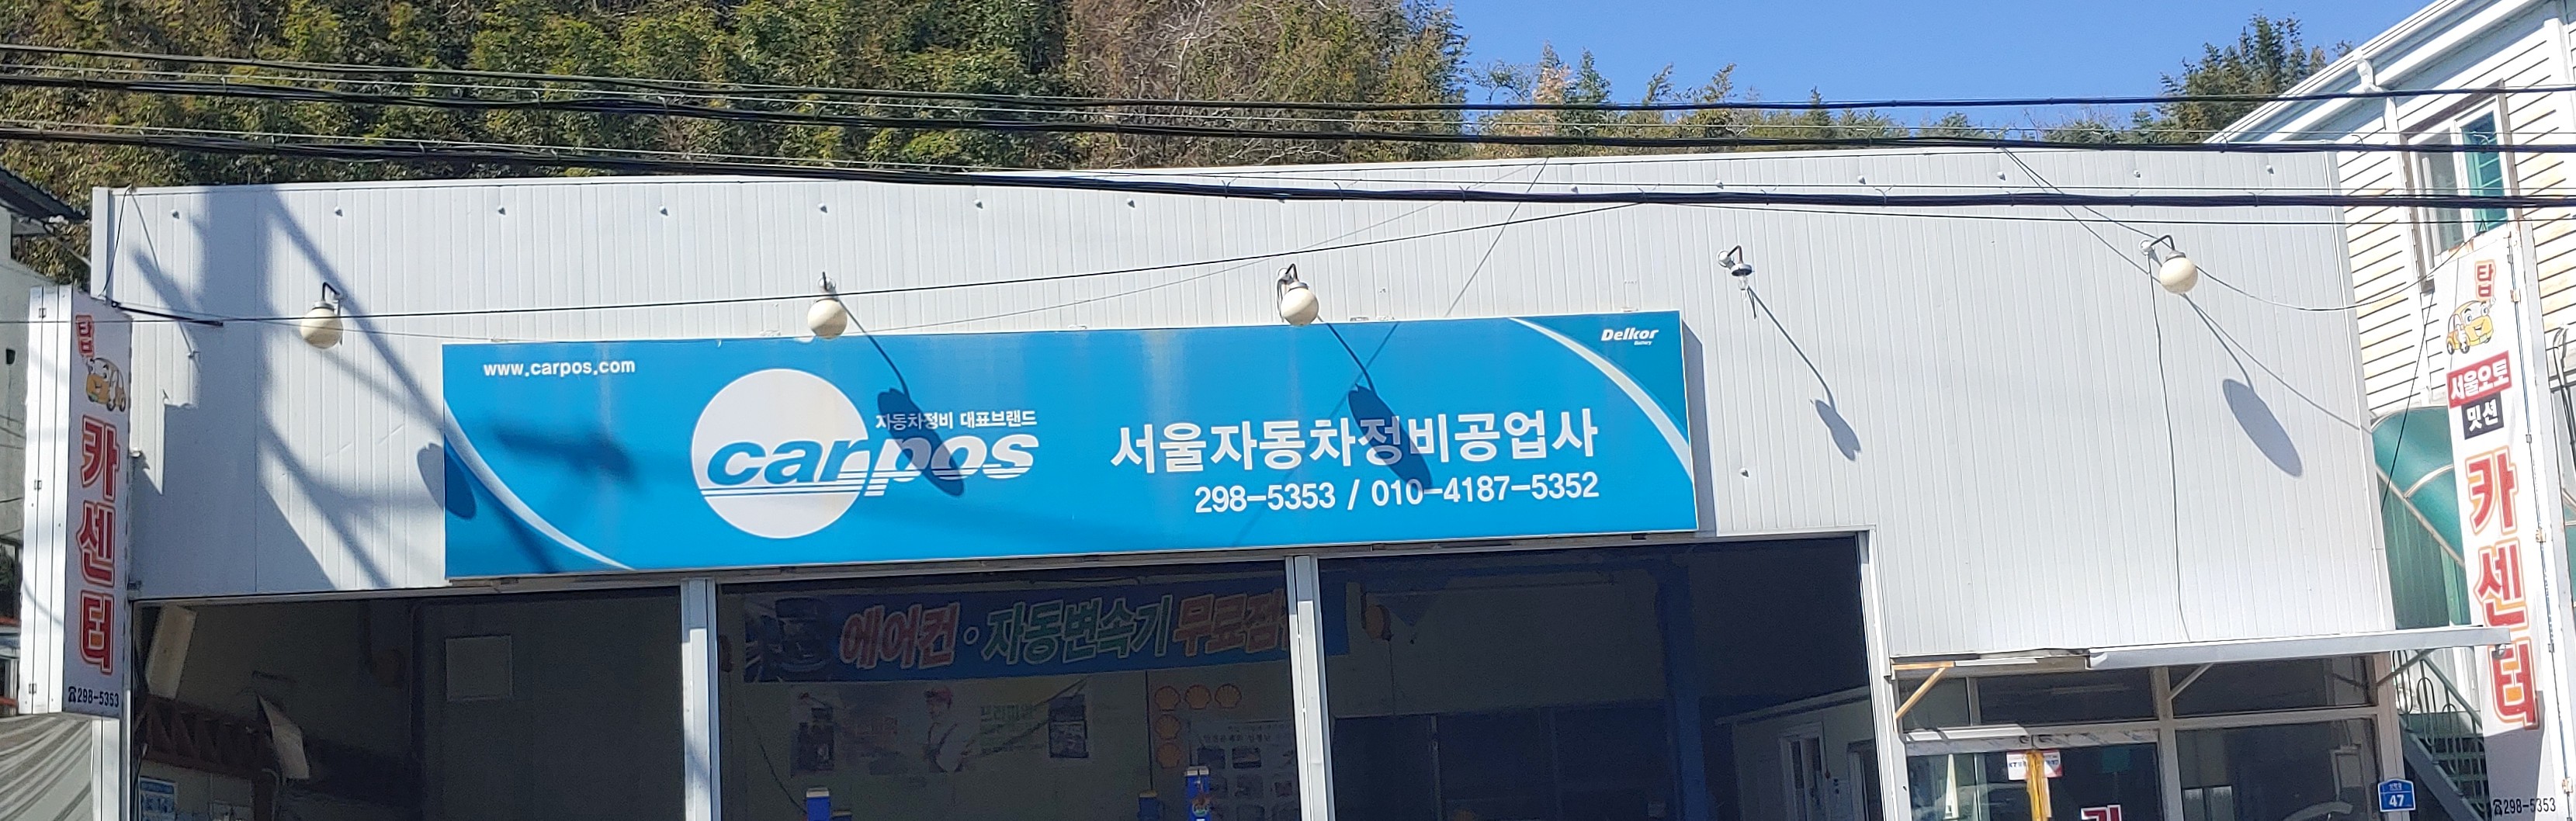 www.carpos.com
Delkor
자동차정비 대표브랜드
carpos
서울자동차정비공업사
298-5353 / 010-4187-5352
탑
카센터
☎298-5353
탑
서울오토
밋션
카센터
☎298-5353
에어컨·자동변속기 무료점
47